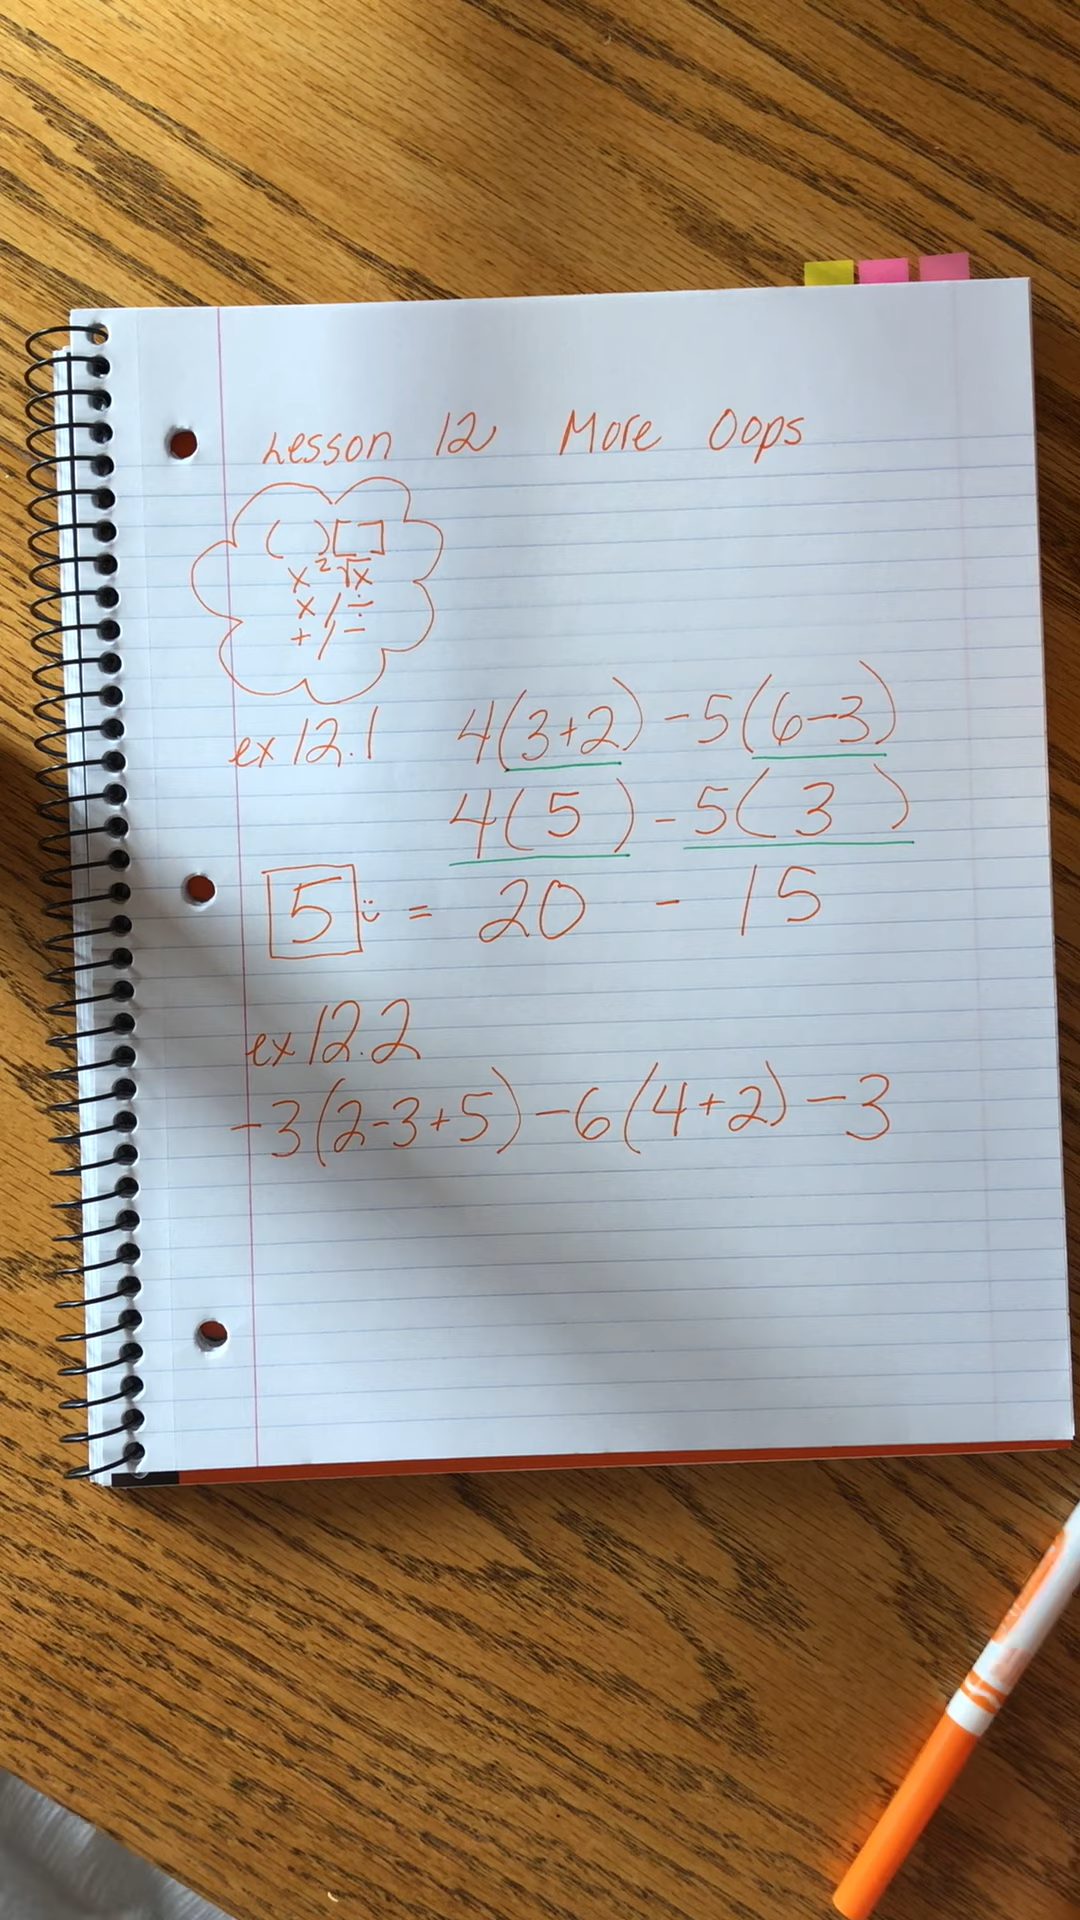 Lesson 12 More Oops
( ) [ ]
x² √x
x / ÷
+ / −
ex 12.1 4(3+2) - 5(6-3)
4( 5 ) - 5( 3 )
5 ü = 20 - 15
ex 12.2
-3(2-3+5) - 6(4+2) - 3